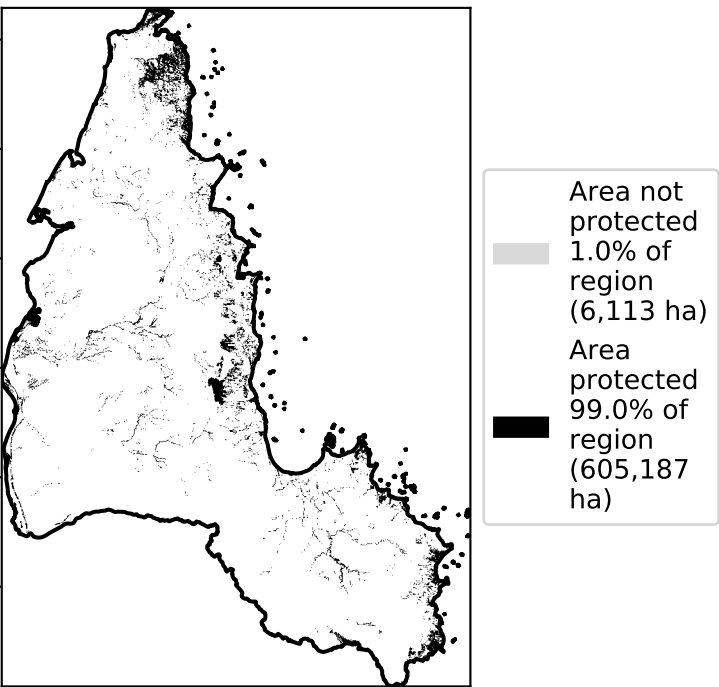 Area not
protected
1.0% of
region
(6,113 ha)
Area
protected
99.0% of
region
(605,187
ha)